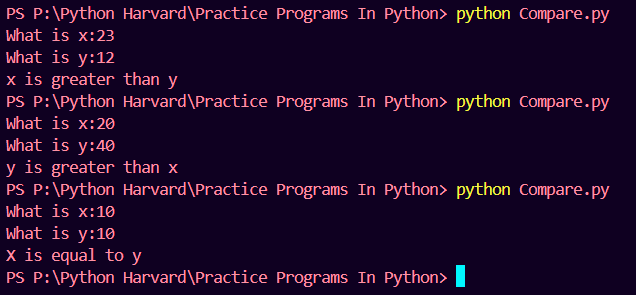 PS P:\Python Harvard\Practice Programs In Python> python Compare.py
What is x:23
What is y:12
x is greater than y
PS P:\Python Harvard\Practice Programs In Python> python Compare.py
What is x:20
What is y:40
y is greater than x
PS P:\Python Harvard\Practice Programs In Python> python Compare.py
What is x:10
What is y:10
X is equal to y
PS P:\Python Harvard\Practice Programs In Python>